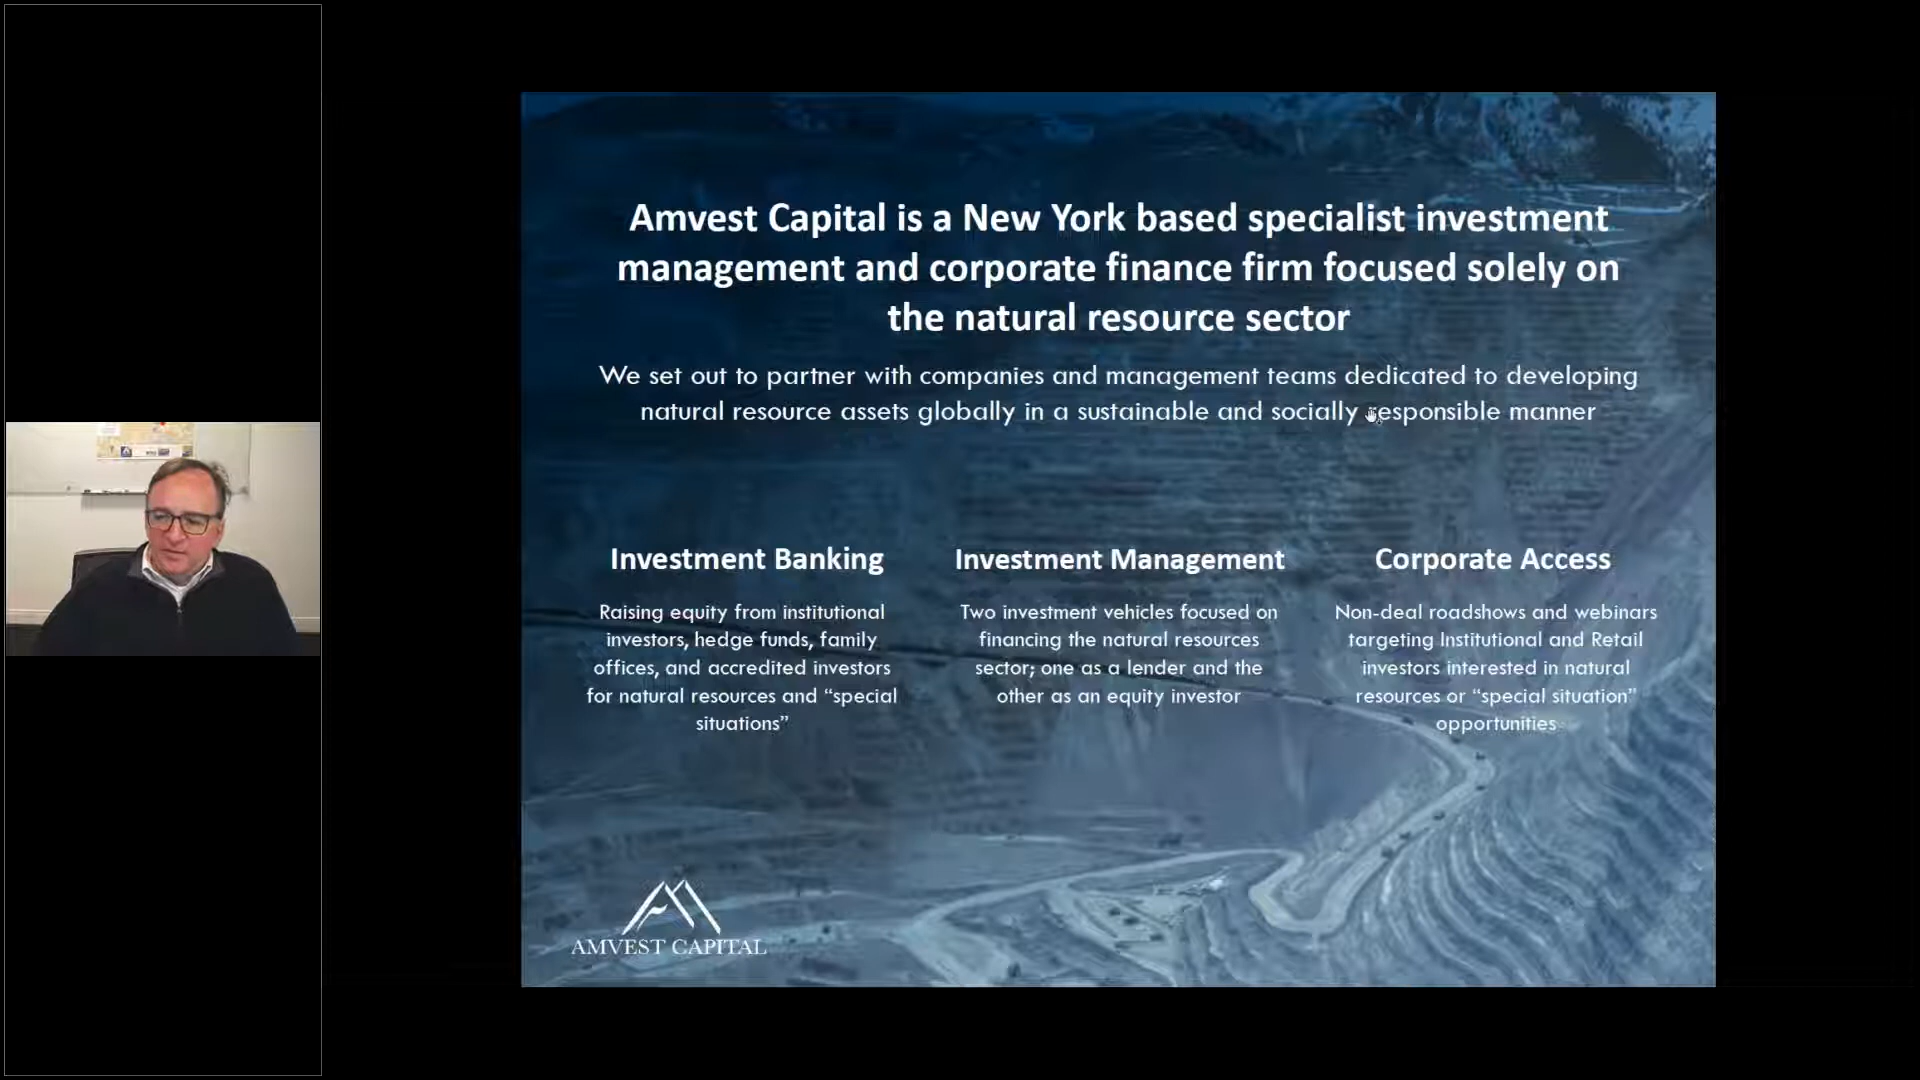 Amvest Capital is a New York based specialist investment
management and corporate finance firm focused solely on
the natural resource sector
We set out to partner with companies and management teams dedicated to developing
natural resource assets globally in a sustainable and socially responsible manner
Investment Banking
Raising equity from institutional
investors, hedge funds, family
offices, and accredited investors
for natural resources and “special
situations”
Investment Management
Two investment vehicles focused on
financing the natural resources
sector; one as a lender and the
other as an equity investor
Corporate Access
Non-deal roadshows and webinars
targeting Institutional and Retail
investors interested in natural
resources or “special situation”
opportunities
AMVEST CAPITAL